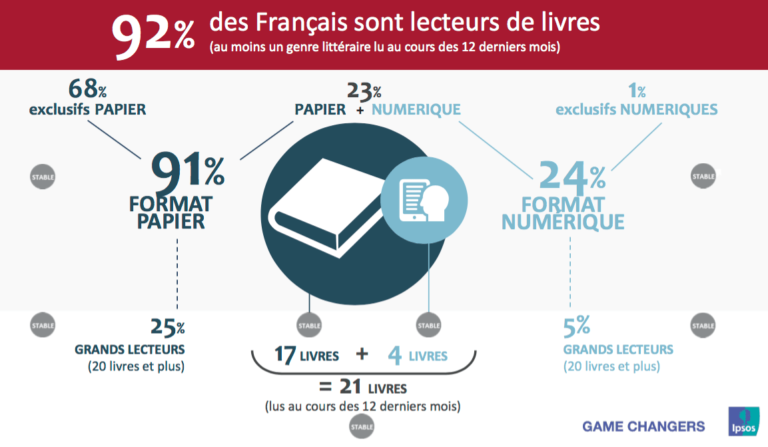 92% des Français sont lecteurs de livres
(au moins un genre littéraire lu au cours des 12 derniers mois)
68%
exclusifs PAPIER
23%
PAPIER + NUMERIQUE
1%
exclusifs NUMERIQUES
STABLE
91%
FORMAT
PAPIER
24%
FORMAT
NUMÉRIQUE
STABLE
STABLE
25%
GRANDS LECTEURS
(20 livres et plus)
STABLE
STABLE
17 LIVRES + 4 LIVRES
= 21 LIVRES
(lus au cours des 12 derniers mois)
STABLE
5%
GRANDS LECTEURS
(20 livres et plus)
STABLE
GAME CHANGERS
Ipsos